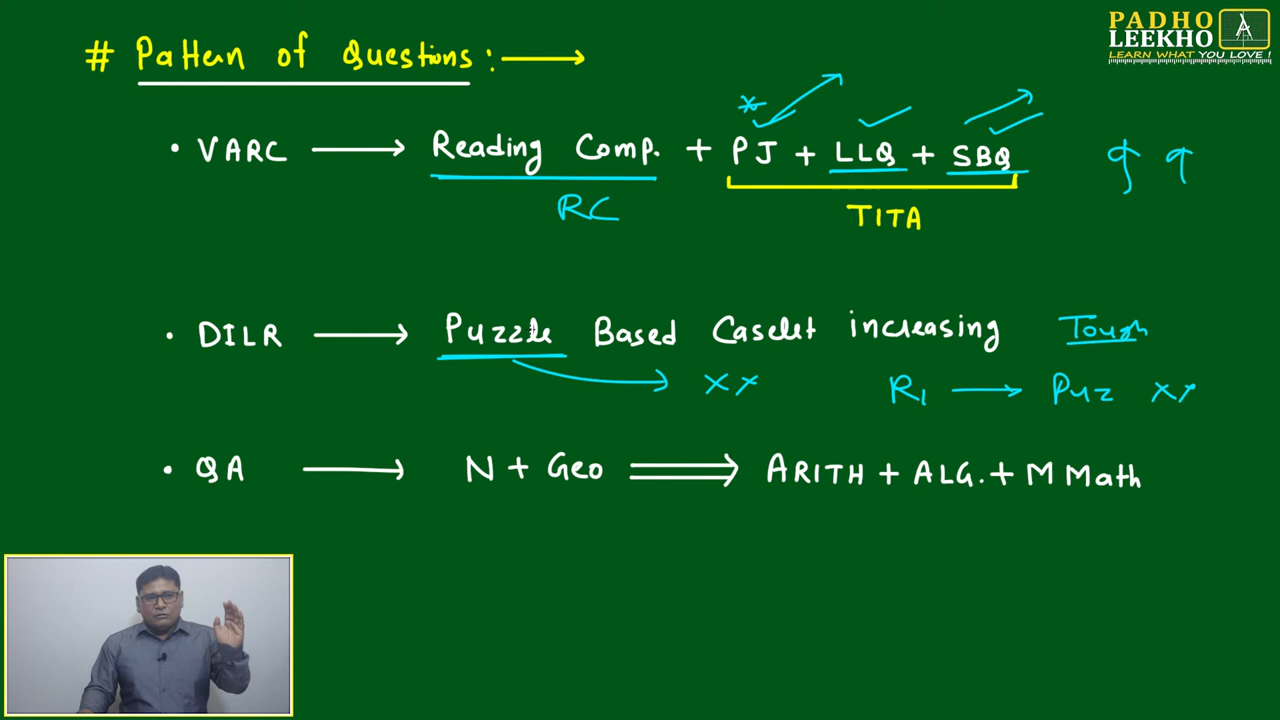 PADHO
LEEKHO
LEARN WHAT YOU LOVE !
# Pattern of Questions :⟶
• VARC ⟶ Reading Comp. + PJ + LLQ + SBQ
RC
TITA
• DILR ⟶ Puzzle Based Caselet increasing Tough
XX R1 ⟶ Puz XX
• QA ⟶ N + Geo ⟹ ARITH + ALG. + M Math